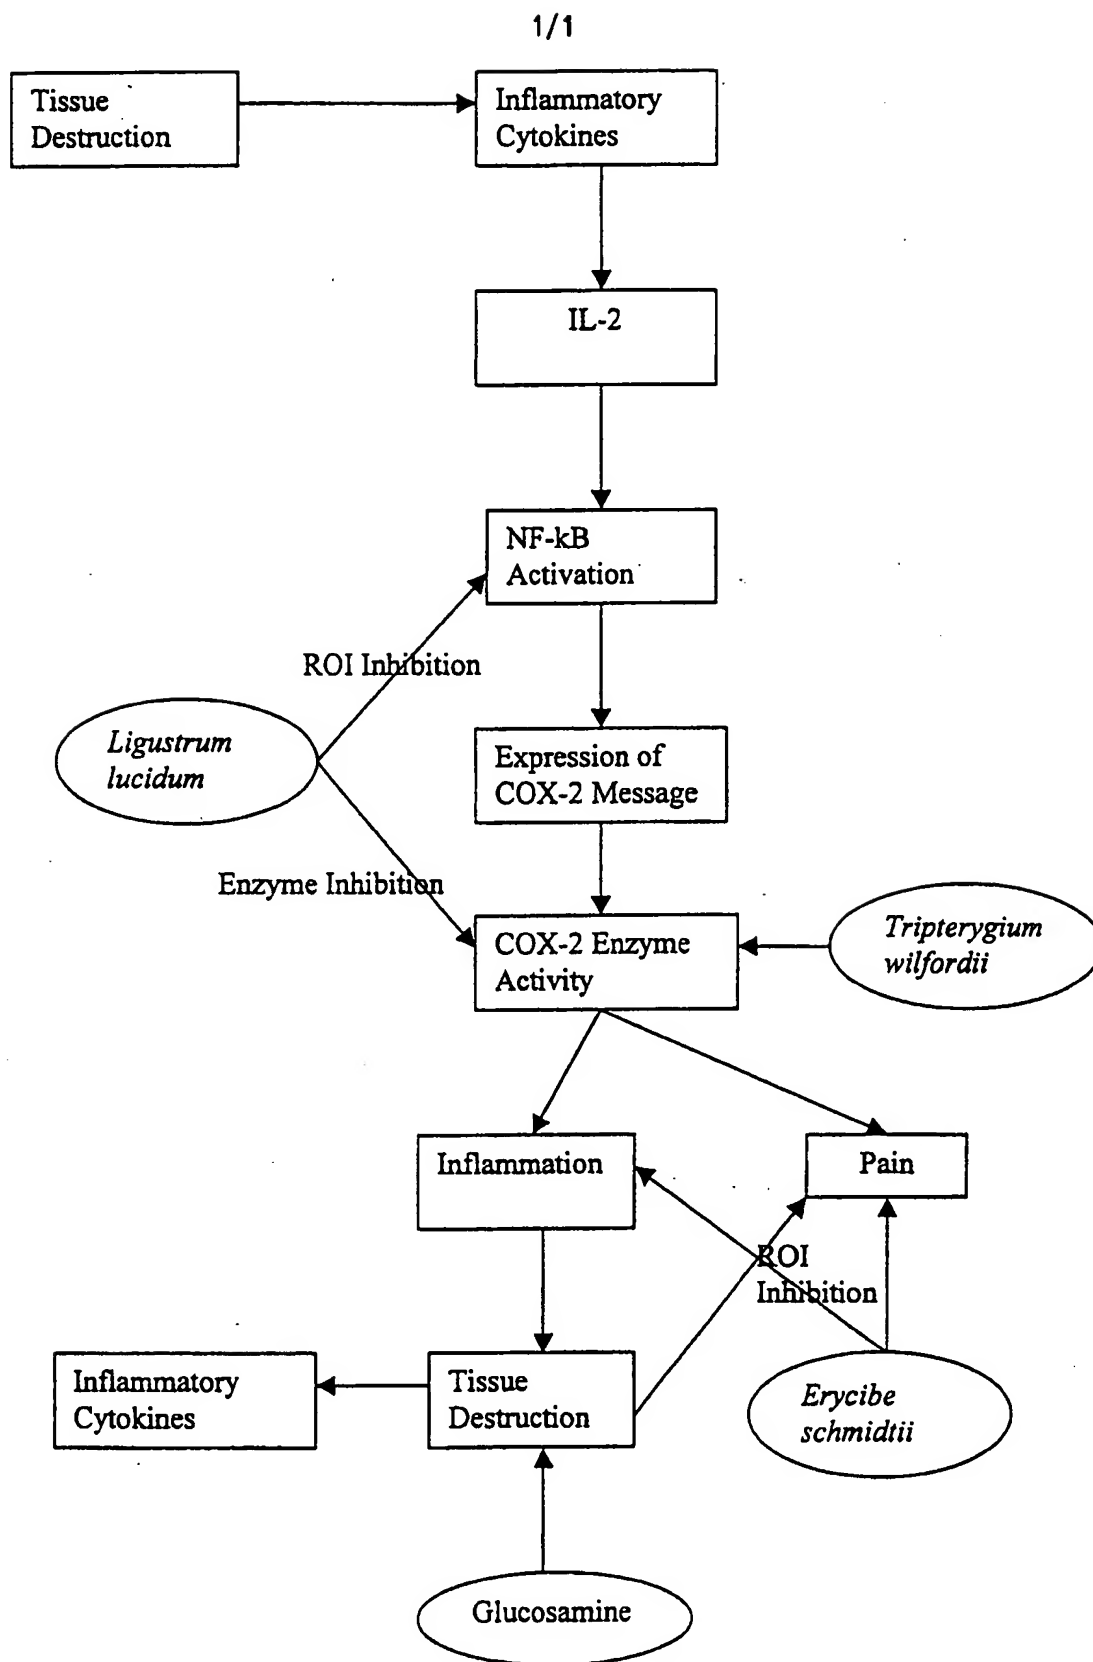 1/1
Tissue
Destruction
Inflammatory
Cytokines
IL-2
NF-kB
Activation
ROI Inhibition
Ligustrum
lucidum
Expression of
COX-2 Message
Enzyme Inhibition
COX-2 Enzyme
Activity
Tripterygium
wilfordii
Inflammation
Pain
ROI
Inhibition
Inflammatory
Cytokines
Tissue
Destruction
Erycibe
schmidtii
Glucosamine